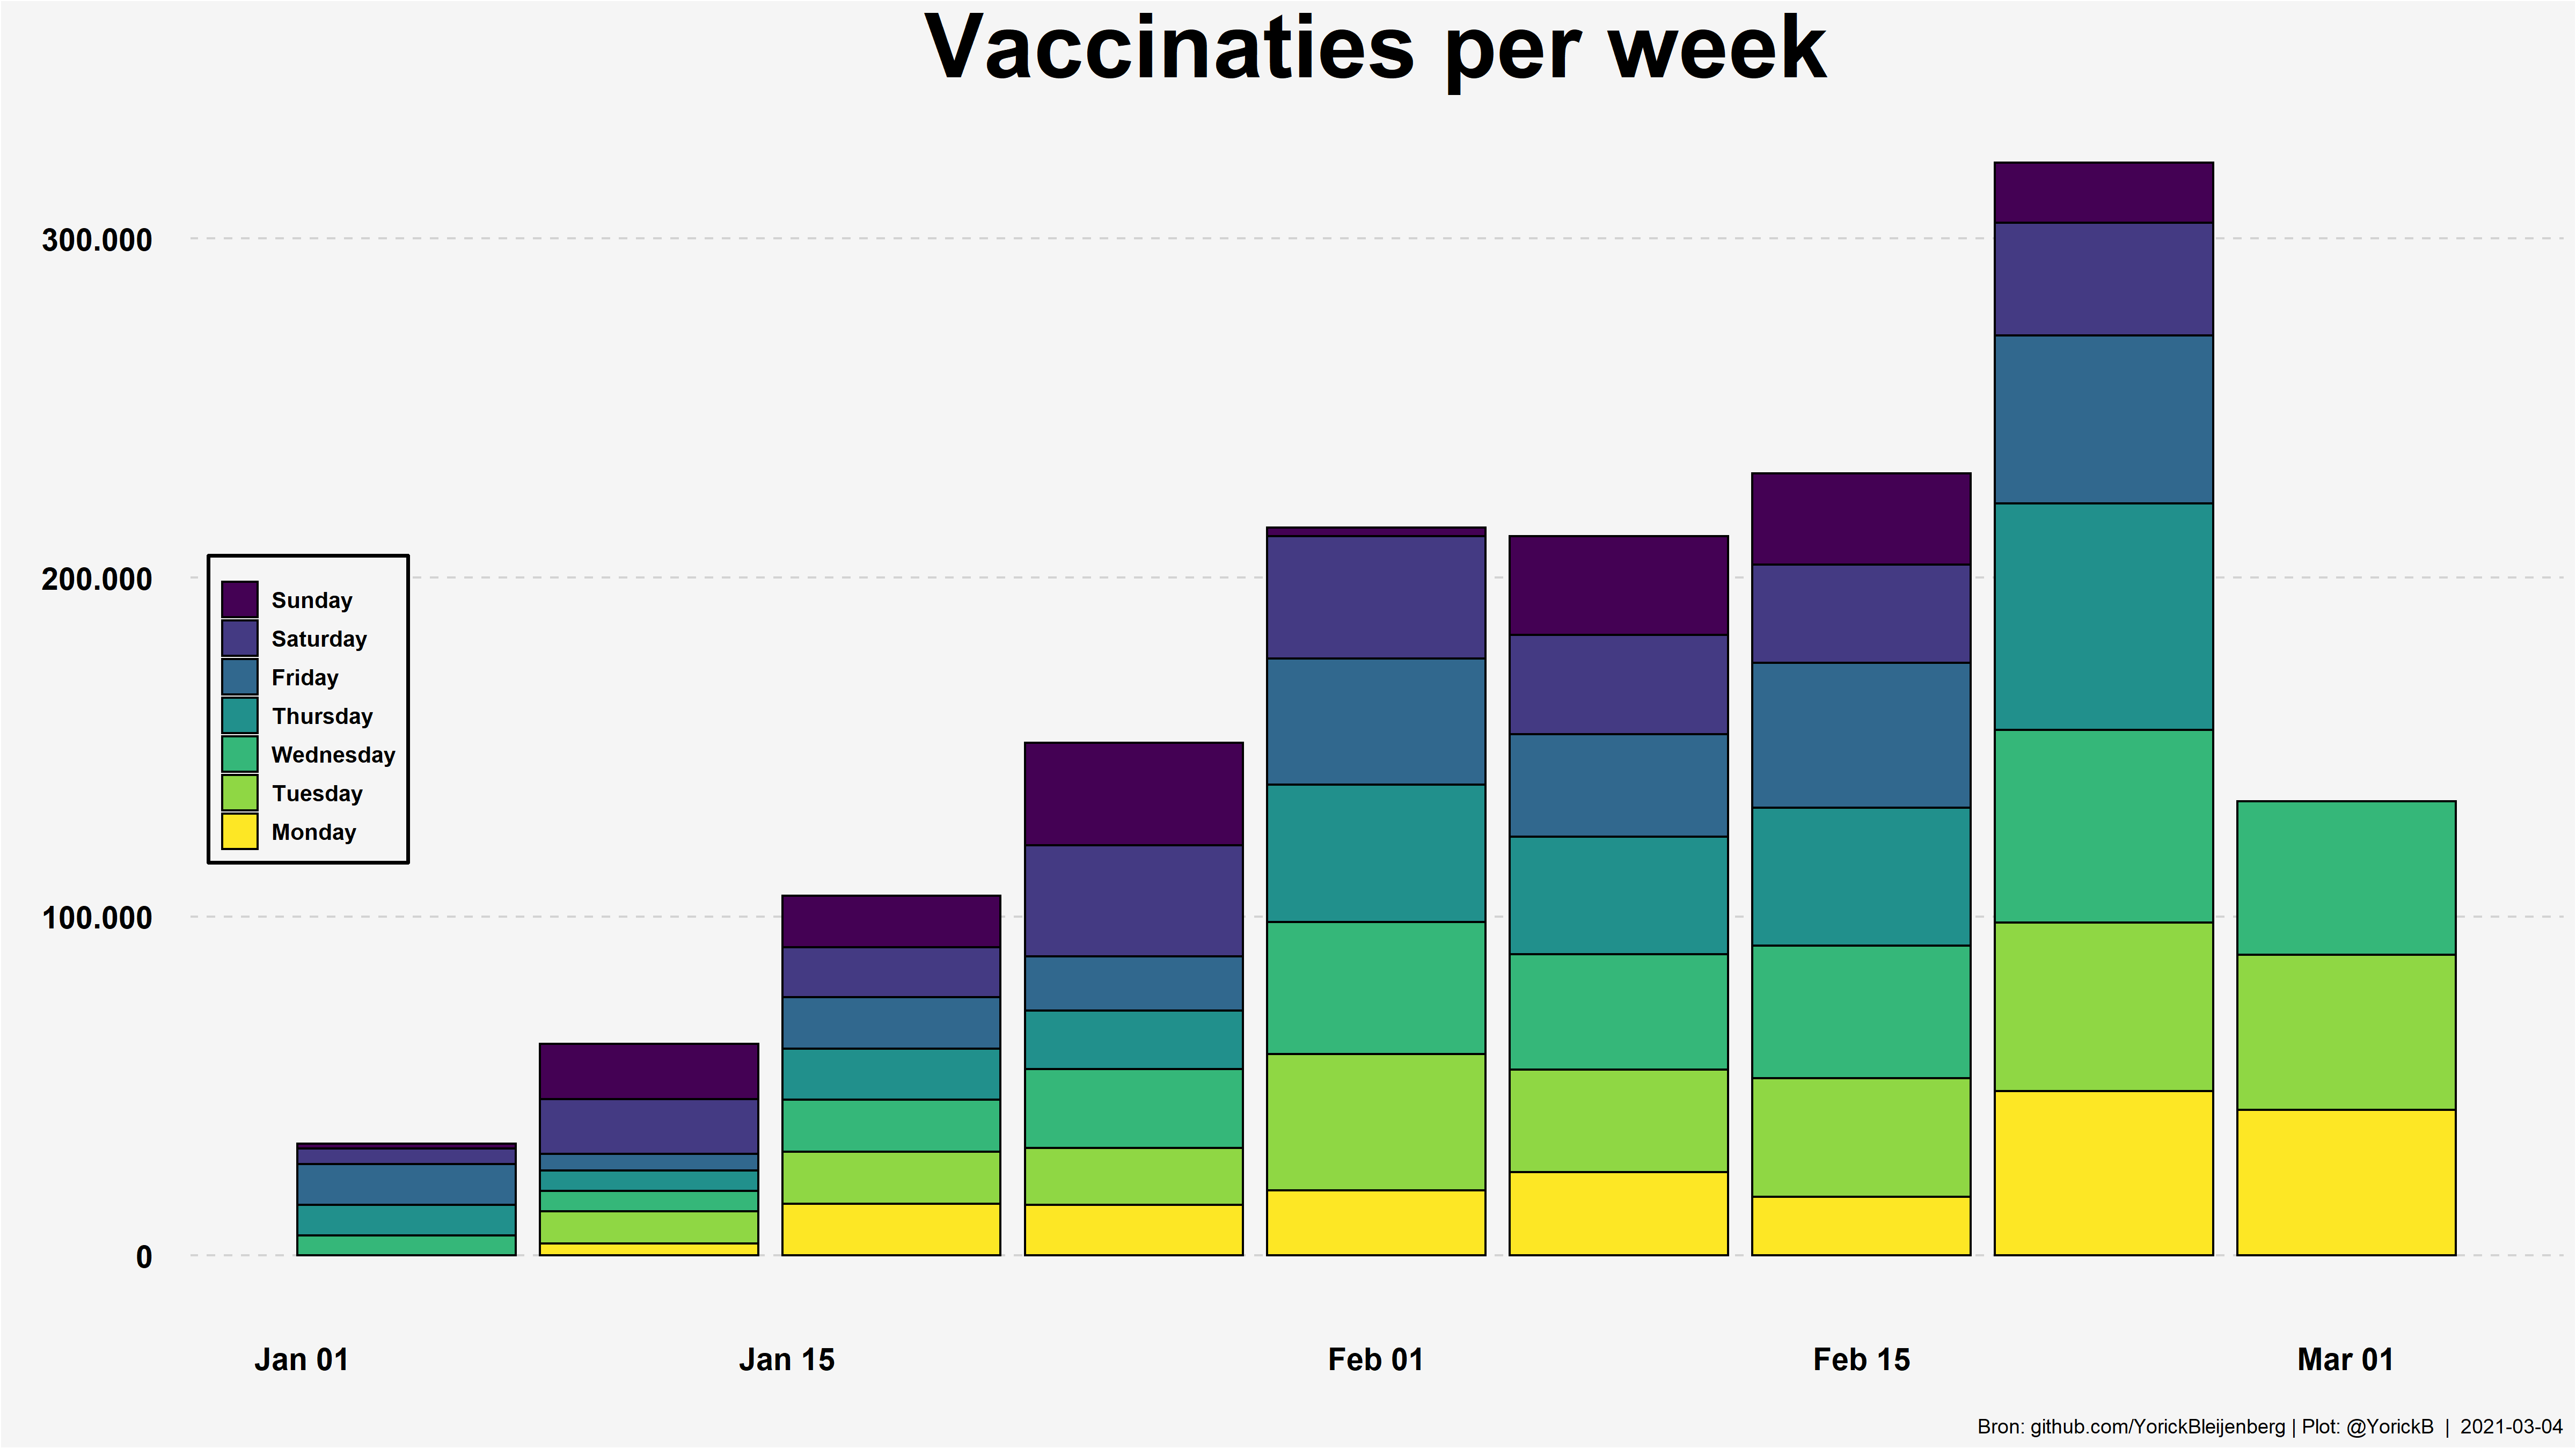 Vaccinaties per week
300.000
200.000
100.000
0
Sunday
Saturday
Friday
Thursday
Wednesday
Tuesday
Monday
Jan 01
Jan 15
Feb 01
Feb 15
Mar 01
Bron: github.com/YorickBleijenberg | Plot: @YorickB | 2021-03-04